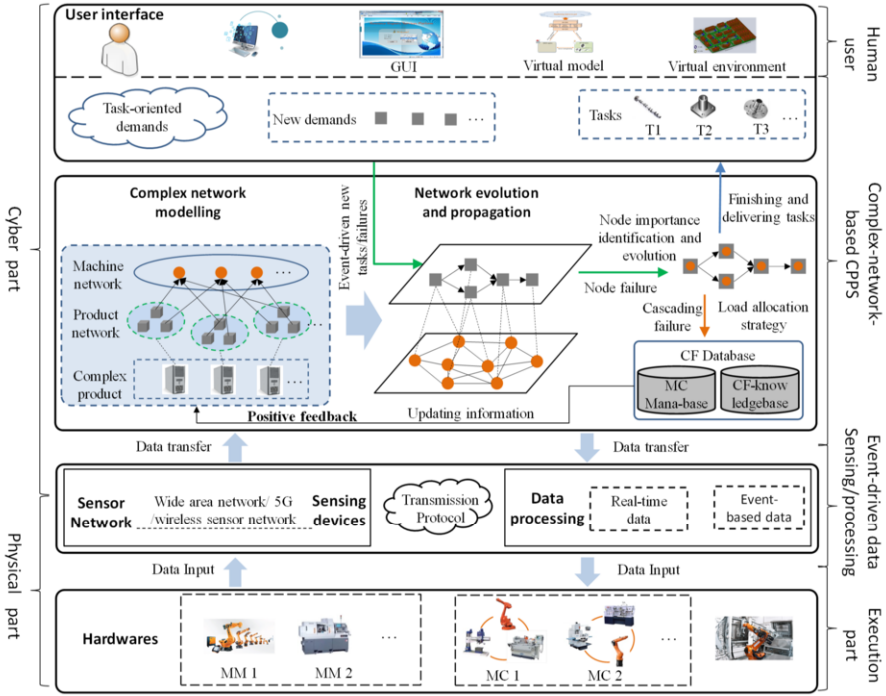 User interface
GUI
Virtual model
Virtual environment
Human
user
Task-oriented
demands
New demands
...
Tasks
T1
T2
T3
...
Cyber part
Complex network
modelling
Machine
network
...
Product
network
...
Complex
product
...
Event-driven new
tasks/failures
Network evolution
and propagation
Node importance
identification and
evolution
Node failure
Finishing and
delivering tasks
Cascading
failure
Load allocation
strategy
CF Database
MC
Mana-base
CF-know
ledgebase
Positive feedback
Updating information
Complex-network-
based CPPS
Data transfer
Data transfer
Physical part
Sensor
Network
Wide area network/ 5G
/wireless sensor network
Sensing
devices
Transmission
Protocol
Data
processing
Real-time
data
Event-
based data
Event-driven data
Sensing/processing
Data Input
Data Input
Hardwares
MM 1
MM 2
...
MC 1
MC 2
...
Execution
part